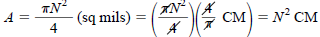 A = πN²/4 (sq mils) = (πN²/4)(4/π CM) = N² CM